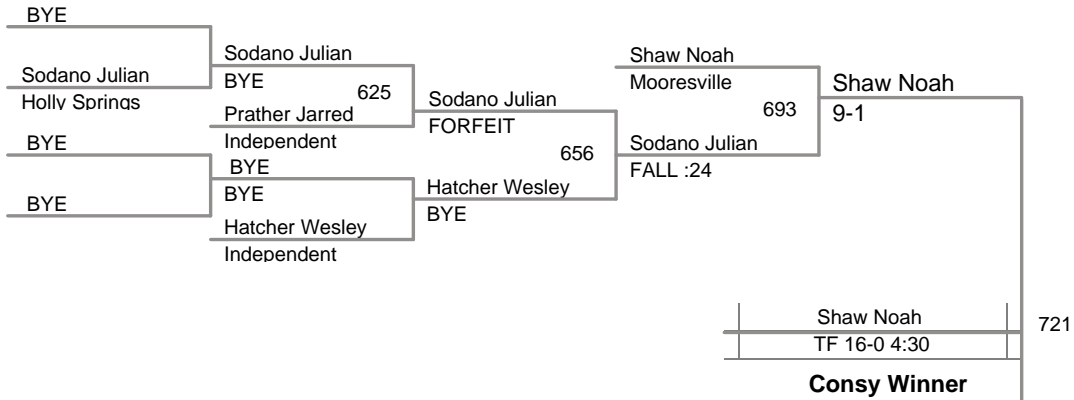 BYE
Sodano Julian
Holly Springs
BYE
BYE
Sodano Julian
BYE
625
Prather Jarred
Independent
BYE
BYE
Hatcher Wesley
Independent
Sodano Julian
FORFEIT
656
Hatcher Wesley
BYE
Shaw Noah
Mooresville
693
Sodano Julian
FALL :24
Shaw Noah
9-1
Shaw Noah
TF 16-0 4:30
721
Consy Winner